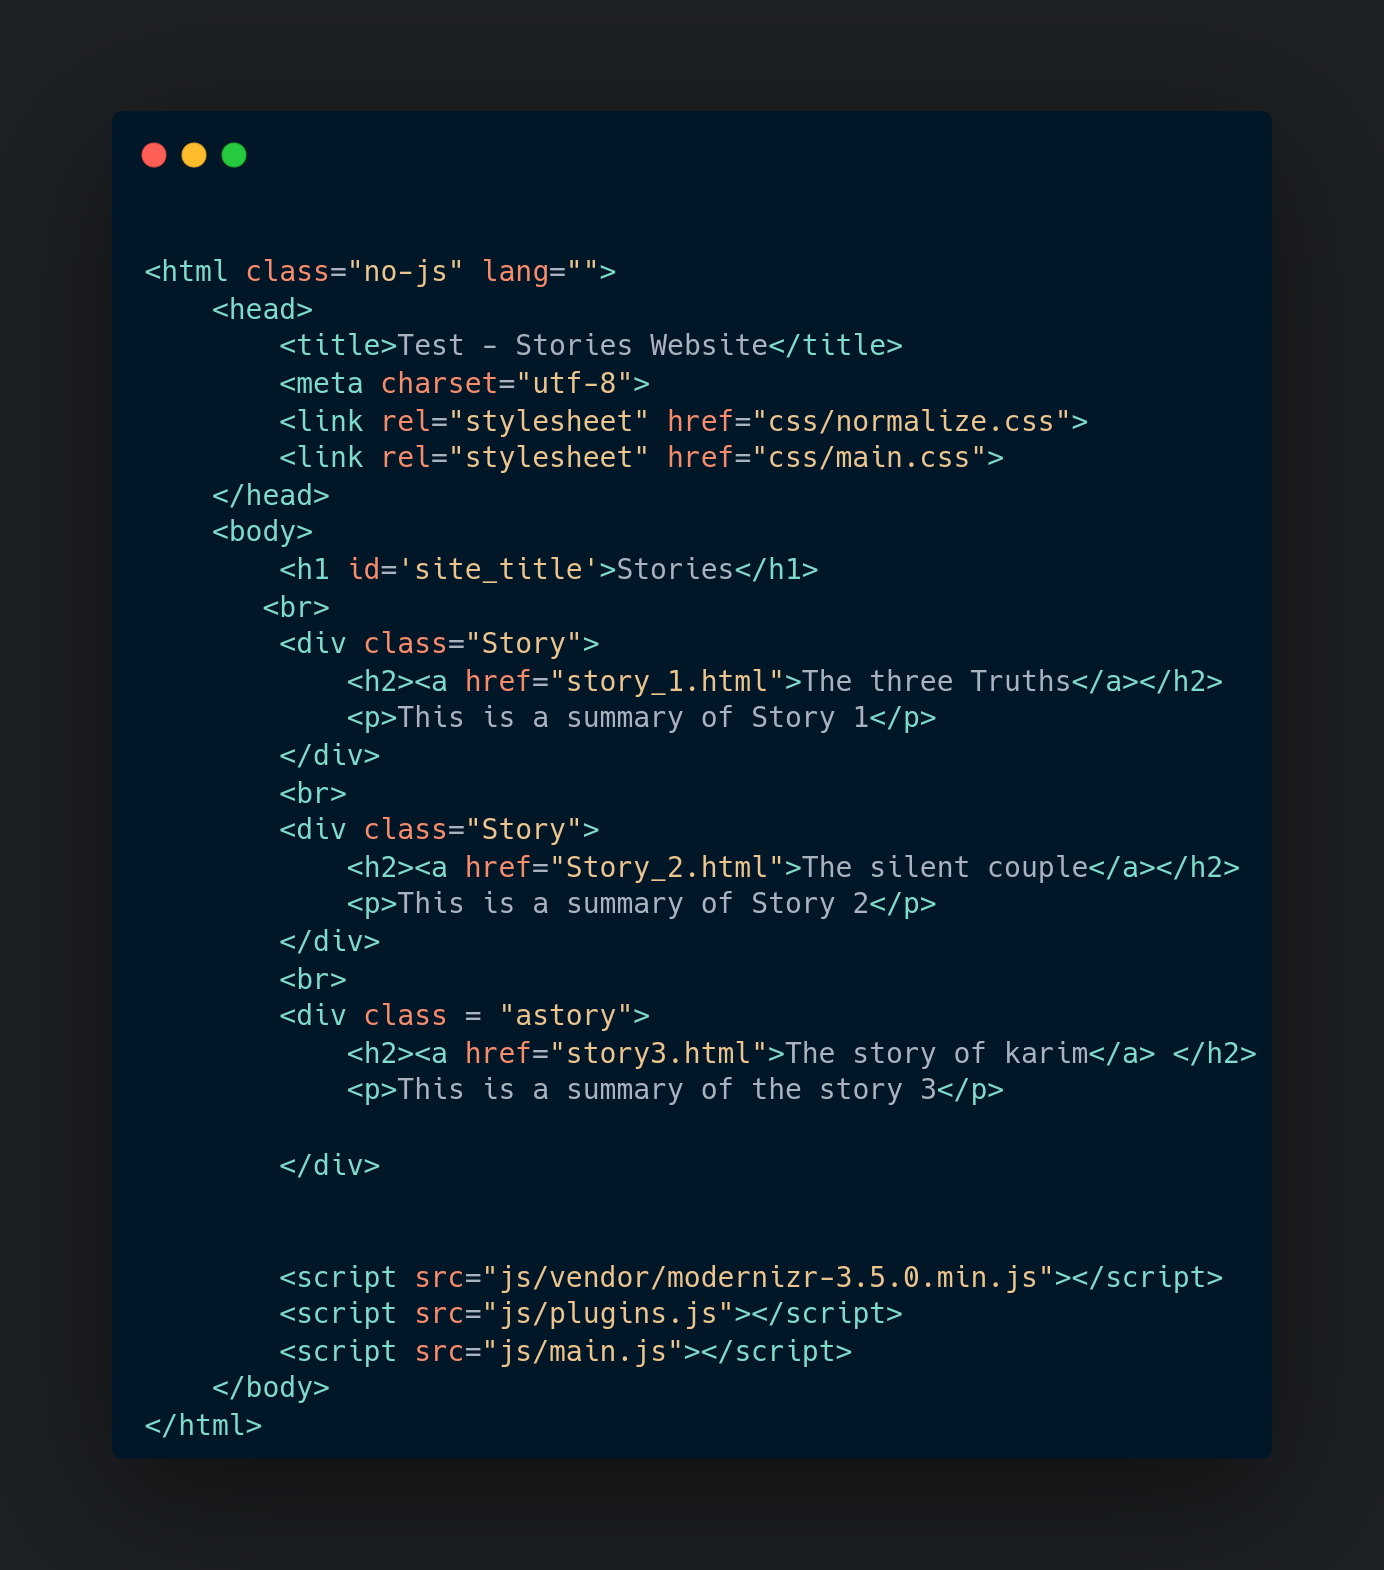 <html class="no-js" lang="">
    <head>
        <title>Test - Stories Website</title>
        <meta charset="utf-8">
        <link rel="stylesheet" href="css/normalize.css">
        <link rel="stylesheet" href="css/main.css">
    </head>
    <body>
        <h1 id='site_title'>Stories</h1>
       <br>
        <div class="Story">
            <h2><a href="story_1.html">The three Truths</a></h2>
            <p>This is a summary of Story 1</p>
        </div>
        <br>
        <div class="Story">
            <h2><a href="Story_2.html">The silent couple</a></h2>
            <p>This is a summary of Story 2</p>
        </div>
        <br>
        <div class = "astory">
            <h2><a href="story3.html">The story of karim</a> </h2>
            <p>This is a summary of the story 3</p>
        </div>
        <script src="js/vendor/modernizr-3.5.0.min.js"></script>
        <script src="js/plugins.js"></script>
        <script src="js/main.js"></script>
    </body>
</html>